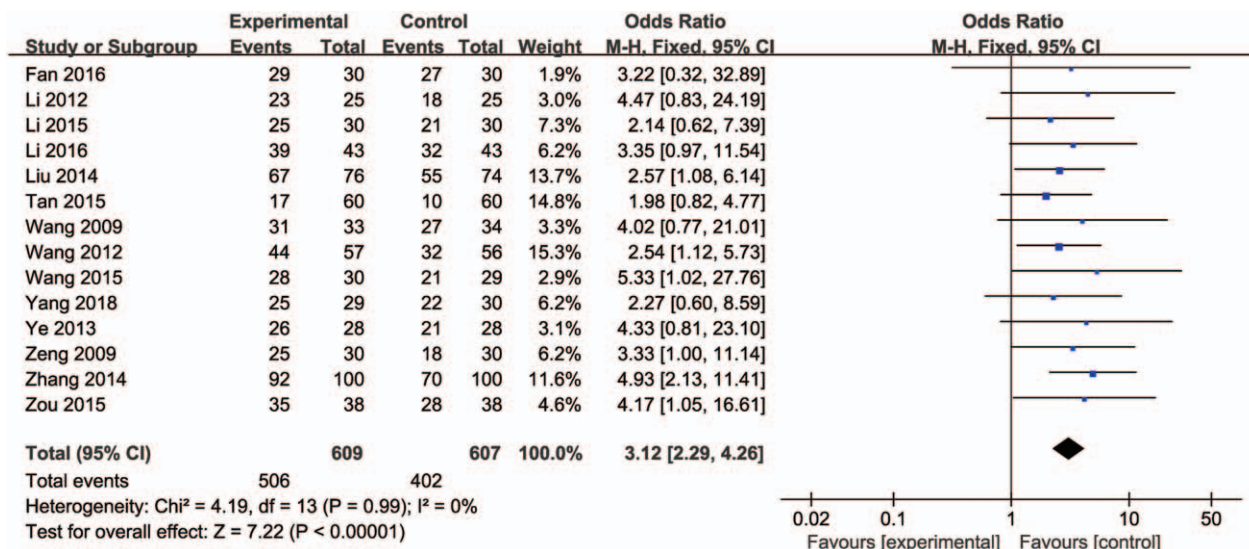 Experimental Control Odds Ratio Odds Ratio
Study or Subgroup Events Total Events Total Weight M-H, Fixed, 95% CI M-H, Fixed, 95% CI
Fan 2016 29 30 27 30 1.9% 3.22 [0.32, 32.89]
Li 2012 23 25 18 25 3.0% 4.47 [0.83, 24.19]
Li 2015 25 30 21 30 7.3% 2.14 [0.62, 7.39]
Li 2016 39 43 32 43 6.2% 3.35 [0.97, 11.54]
Liu 2014 67 76 55 74 13.7% 2.57 [1.08, 6.14]
Tan 2015 17 60 10 60 14.8% 1.98 [0.82, 4.77]
Wang 2009 31 33 27 34 3.3% 4.02 [0.77, 21.01]
Wang 2012 44 57 32 56 15.3% 2.54 [1.12, 5.73]
Wang 2015 28 30 21 29 2.9% 5.33 [1.02, 27.76]
Yang 2018 25 29 22 30 6.2% 2.27 [0.60, 8.59]
Ye 2013 26 28 21 28 3.1% 4.33 [0.81, 23.10]
Zeng 2009 25 30 18 30 6.2% 3.33 [1.00, 11.14]
Zhang 2014 92 100 70 100 11.6% 4.93 [2.13, 11.41]
Zou 2015 35 38 28 38 4.6% 4.17 [1.05, 16.61]
Total (95% CI) 609 607 100.0% 3.12 [2.29, 4.26]
Total events 506 402
Heterogeneity: Chi² = 4.19, df = 13 (P = 0.99); I² = 0%
Test for overall effect: Z = 7.22 (P < 0.00001)
0.02 0.1 1 10 50
Favours [experimental] Favours [control]